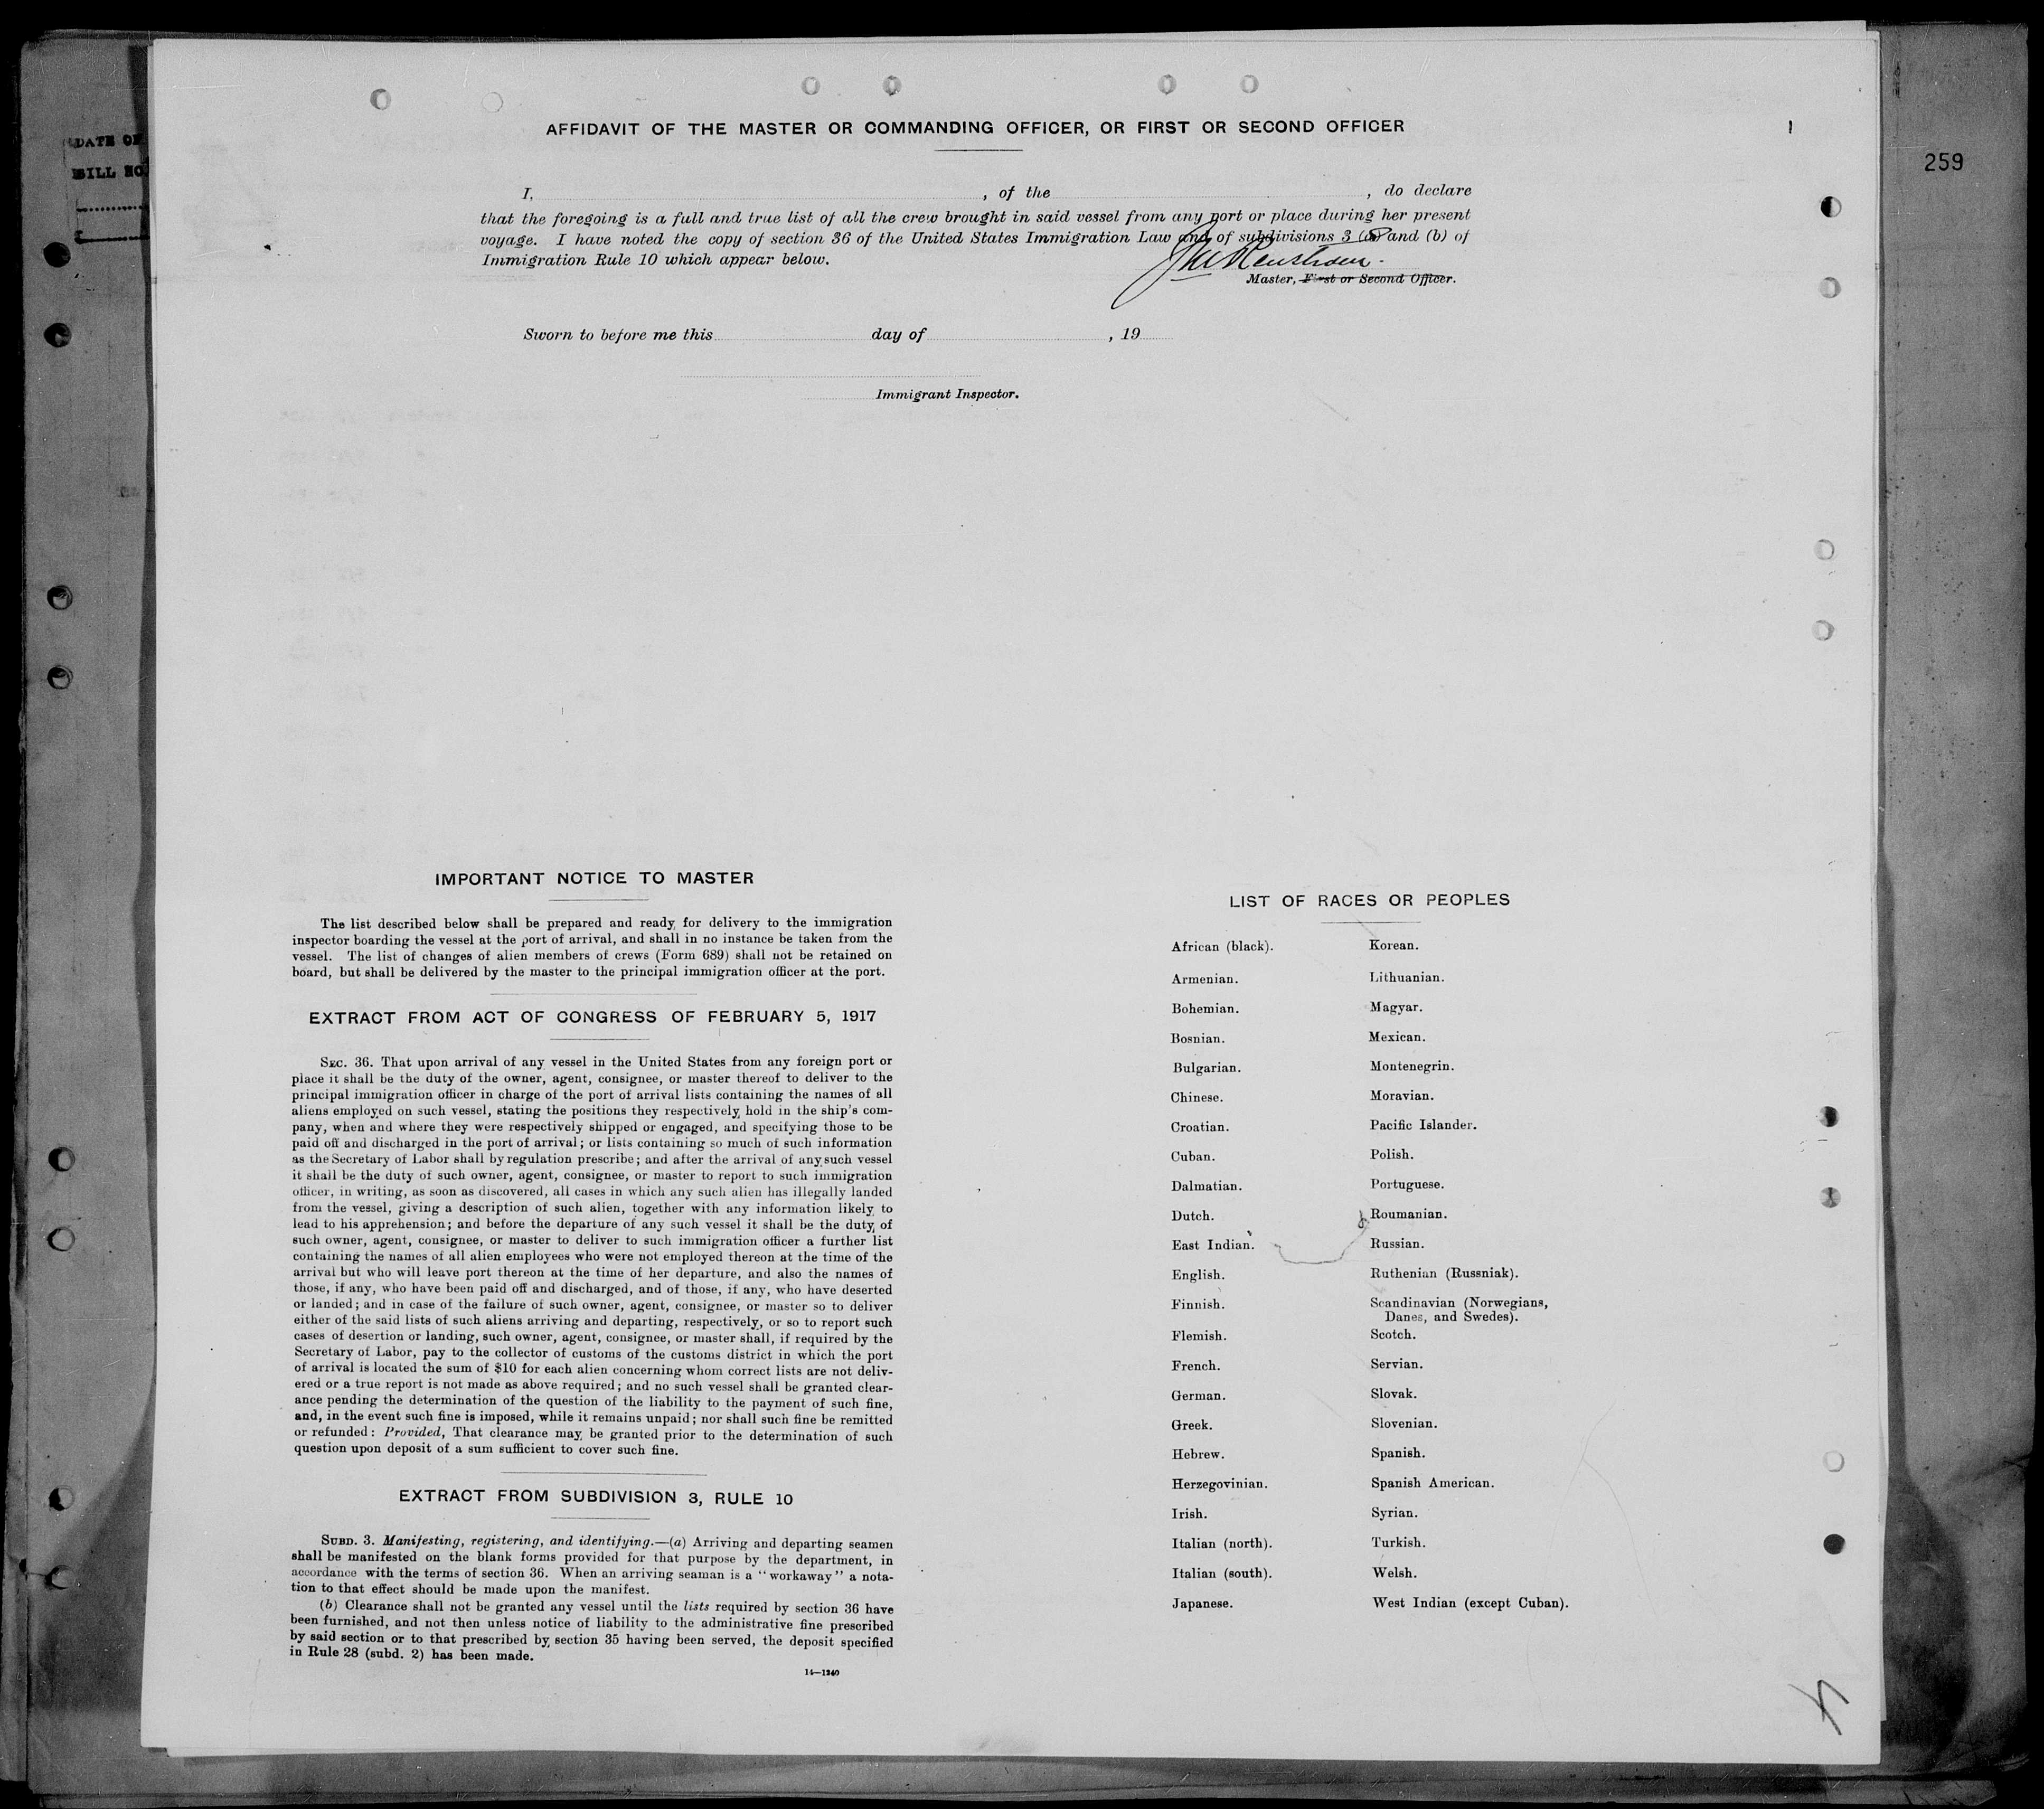 DATE OF
BILL NO.
259
AFFIDAVIT OF THE MASTER OR COMMANDING OFFICER, OR FIRST OR SECOND OFFICER
I, , of the , do declare
that the foregoing is a full and true list of all the crew brought in said vessel from any port or place during her present
voyage. I have noted the copy of section 36 of the United States Immigration Law and of subdivisions 3 (a) and (b) of
Immigration Rule 10 which appear below.
Master, First or Second Officer.
Sworn to before me this day of , 19
Immigrant Inspector.
IMPORTANT NOTICE TO MASTER
The list described below shall be prepared and ready for delivery to the immigration
inspector boarding the vessel at the port of arrival, and shall in no instance be taken from the
vessel. The list of changes of alien members of crews (Form 689) shall not be retained on
board, but shall be delivered by the master to the principal immigration officer at the port.
EXTRACT FROM ACT OF CONGRESS OF FEBRUARY 5, 1917
SEC. 36. That upon arrival of any vessel in the United States from any foreign port or
place it shall be the duty of the owner, agent, consignee, or master thereof to deliver to the
principal immigration officer in charge of the port of arrival lists containing the names of all
aliens employed on such vessel, stating the positions they respectively hold in the ship's com-
pany, when and where they were respectively shipped or engaged, and specifying those to be
paid off and discharged in the port of arrival; or lists containing so much of such information
as the Secretary of Labor shall by regulation prescribe; and after the arrival of any such vessel
it shall be the duty of such owner, agent, consignee, or master to report to such immigration
officer, in writing, as soon as discovered, all cases in which any such alien has illegally landed
from the vessel, giving a description of such alien, together with any information likely to
lead to his apprehension; and before the departure of any such vessel it shall be the duty of
such owner, agent, consignee, or master to deliver to such immigration officer a further list
containing the names of all alien employees who were not employed thereon at the time of the
arrival but who will leave port thereon at the time of her departure, and also the names of
those, if any, who have been paid off and discharged, and of those, if any, who have deserted
or landed; and in case of the failure of such owner, agent, consignee, or master so to deliver
either of the said lists of such aliens arriving and departing, respectively, or so to report such
cases of desertion or landing, such owner, agent, consignee, or master shall, if required by the
Secretary of Labor, pay to the collector of customs of the customs district in which the port
of arrival is located the sum of $10 for each alien concerning whom correct lists are not deliv-
ered or a true report is not made as above required; and no such vessel shall be granted clear-
ance pending the determination of the question of the liability to the payment of such fine,
and, in the event such fine is imposed, while it remains unpaid; nor shall such fine be remitted
or refunded: Provided, That clearance may be granted prior to the determination of such
question upon deposit of a sum sufficient to cover such fine.
EXTRACT FROM SUBDIVISION 3, RULE 10
SUBD. 3. Manifesting, registering, and identifying.—(a) Arriving and departing seamen
shall be manifested on the blank forms provided for that purpose by the department, in
accordance with the terms of section 36. When an arriving seaman is a "workaway" a nota-
tion to that effect should be made upon the manifest.
(b) Clearance shall not be granted any vessel until the lists required by section 36 have
been furnished, and not then unless notice of liability to the administrative fine prescribed
by said section or to that prescribed by section 35 having been served, the deposit specified
in Rule 28 (subd. 2) has been made.
14—1240
LIST OF RACES OR PEOPLES
African (black).
Armenian.
Bohemian.
Bosnian.
Bulgarian.
Chinese.
Croatian.
Cuban.
Dalmatian.
Dutch.
East Indian.
English.
Finnish.
Flemish.
French.
German.
Greek.
Hebrew.
Herzegovinian.
Irish.
Italian (north).
Italian (south).
Japanese.
Korean.
Lithuanian.
Magyar.
Mexican.
Montenegrin.
Moravian.
Pacific Islander.
Polish.
Portuguese.
Roumanian.
Russian.
Ruthenian (Russniak).
Scandinavian (Norwegians,
Danes, and Swedes).
Scotch.
Servian.
Slovak.
Slovenian.
Spanish.
Spanish American.
Syrian.
Turkish.
Welsh.
West Indian (except Cuban).
4